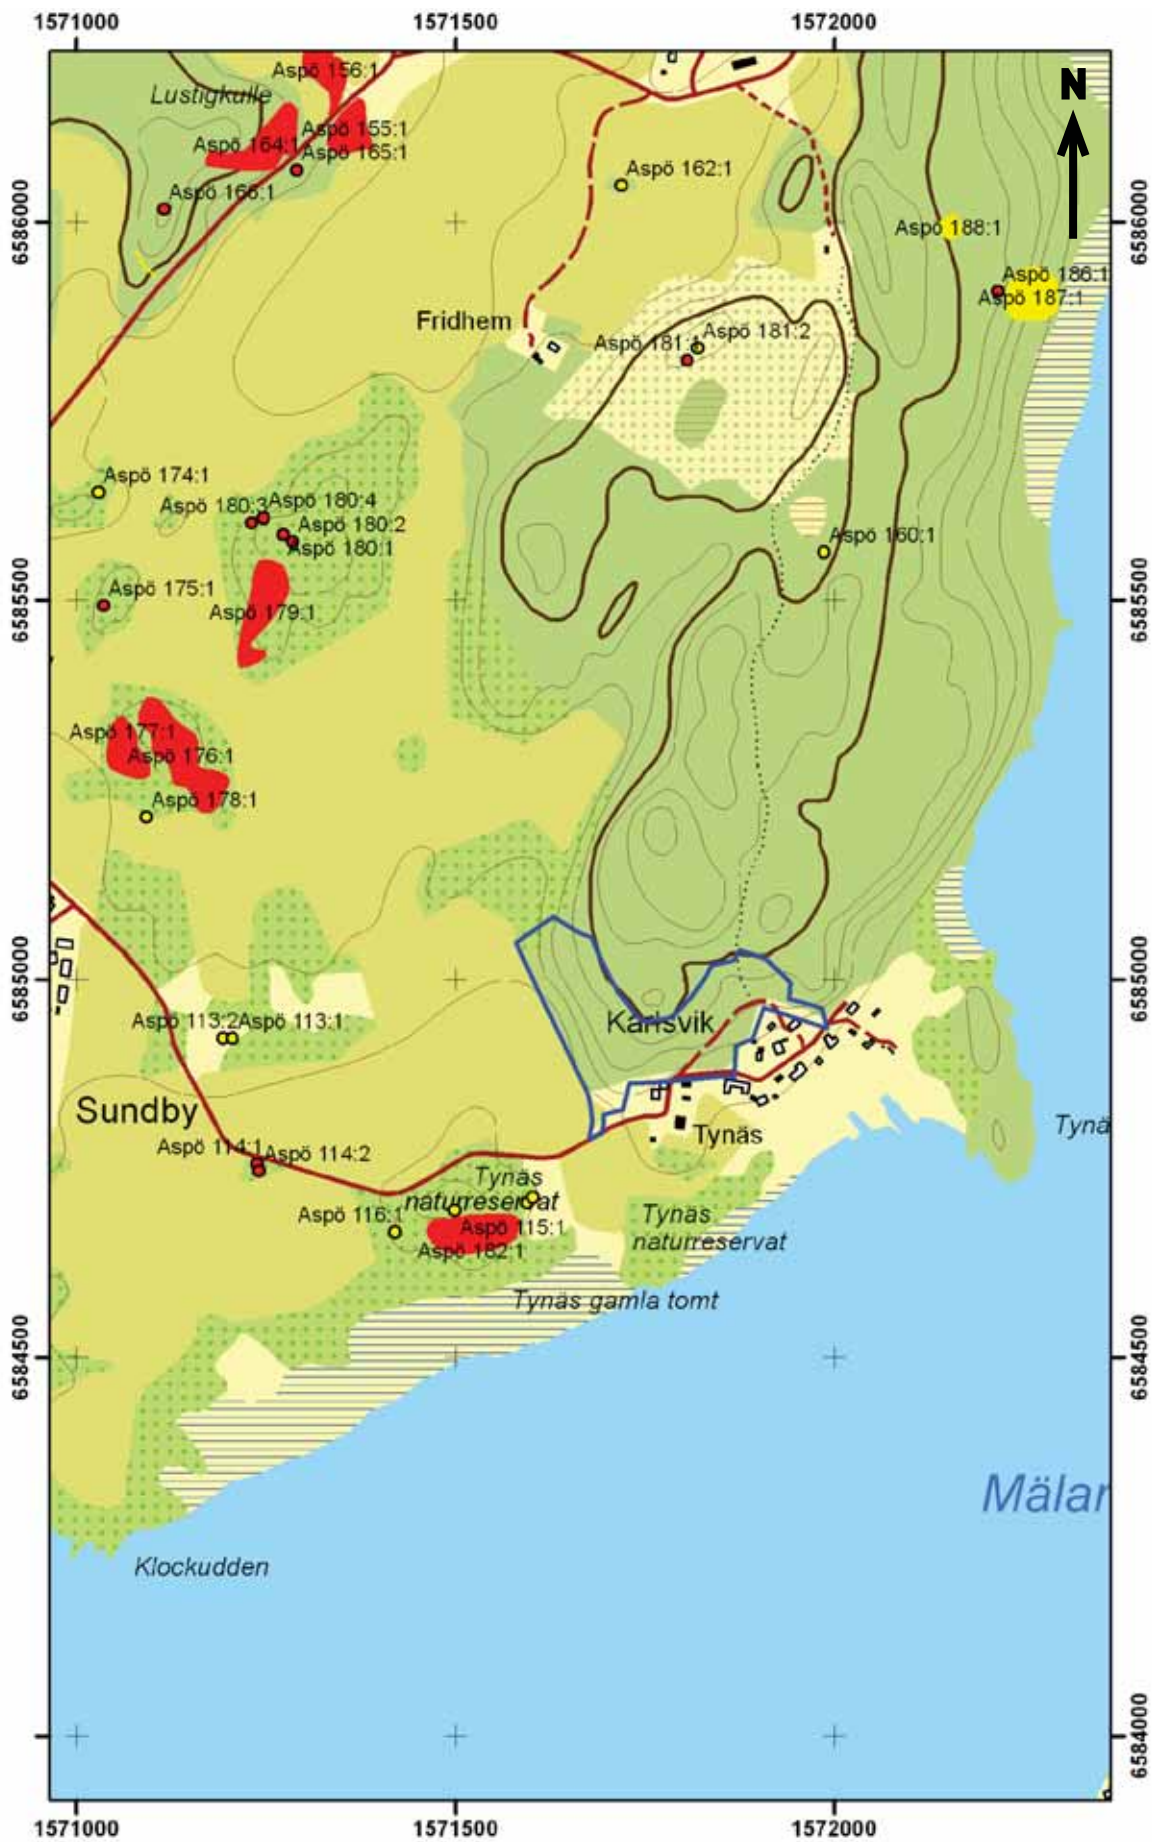 1571000 1571500 1572000
N
Aspö 156:1
Lustigkulle
Aspö 155:1
Aspö 164:1
Aspö 165:1
Aspö 162:1
Aspö 166:1
6586000 6586000
Aspö 188:1
Aspö 186:1
Aspö 187:1
Fridhem
Aspö 181:2
Aspö 181:1
Aspö 174:1
Aspö 180:4
Aspö 180:3
Aspö 180:2
Aspö 160:1
Aspö 180:1
Aspö 175:1
6585500 6585500
Aspö 179:1
Aspö 177:1
Aspö 176:1
Aspö 178:1
6585000 6585000
Aspö 113:2 Aspö 113:1
Karlsvik
Sundby
Tynä
Tynäs
Aspö 114:1 Aspö 114:2
Tynäs
naturreservat
Aspö 116:1
Aspö 115:1
Aspö 182:1
Tynäs
naturreservat
Tynäs gamla tomt
6584500 6584500
Mälar
Klockudden
6584000 6584000
1571000 1571500 1572000